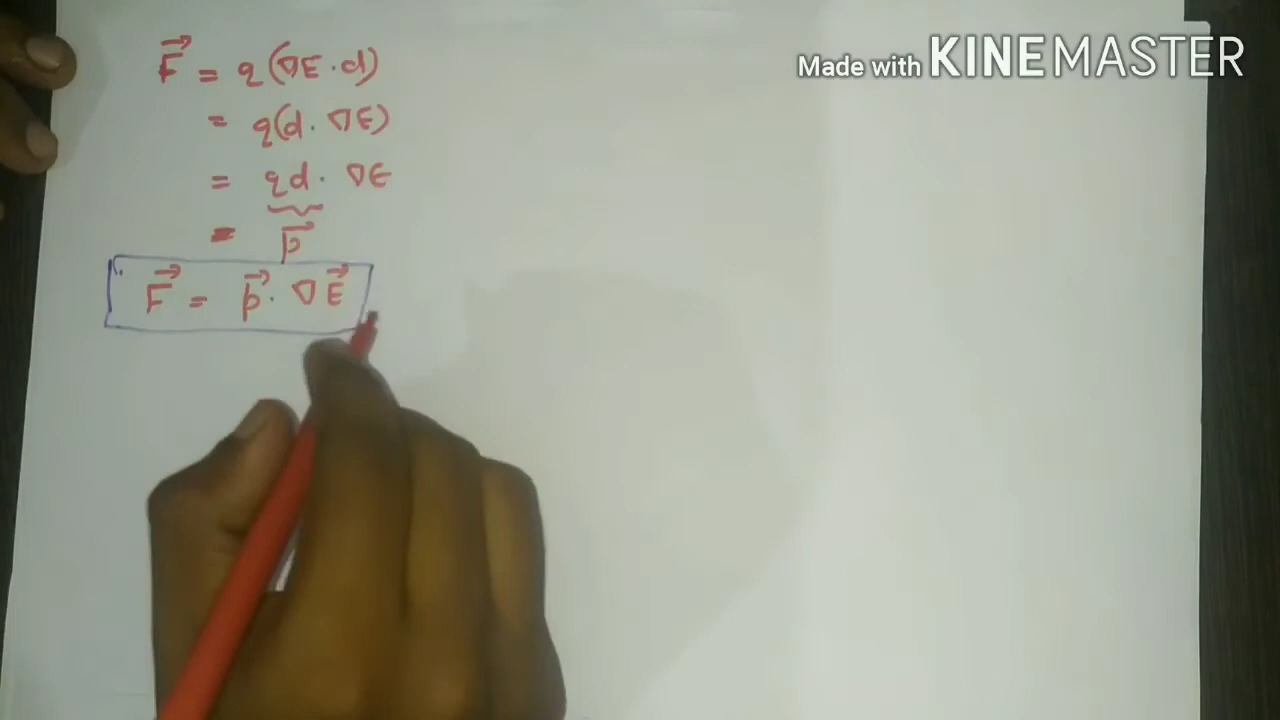 Made with KINEMASTER
F⃗ = q(∇E·d)
= q(d·∇E)
= qd·∇E
= p⃗
F⃗ = p⃗·∇E⃗